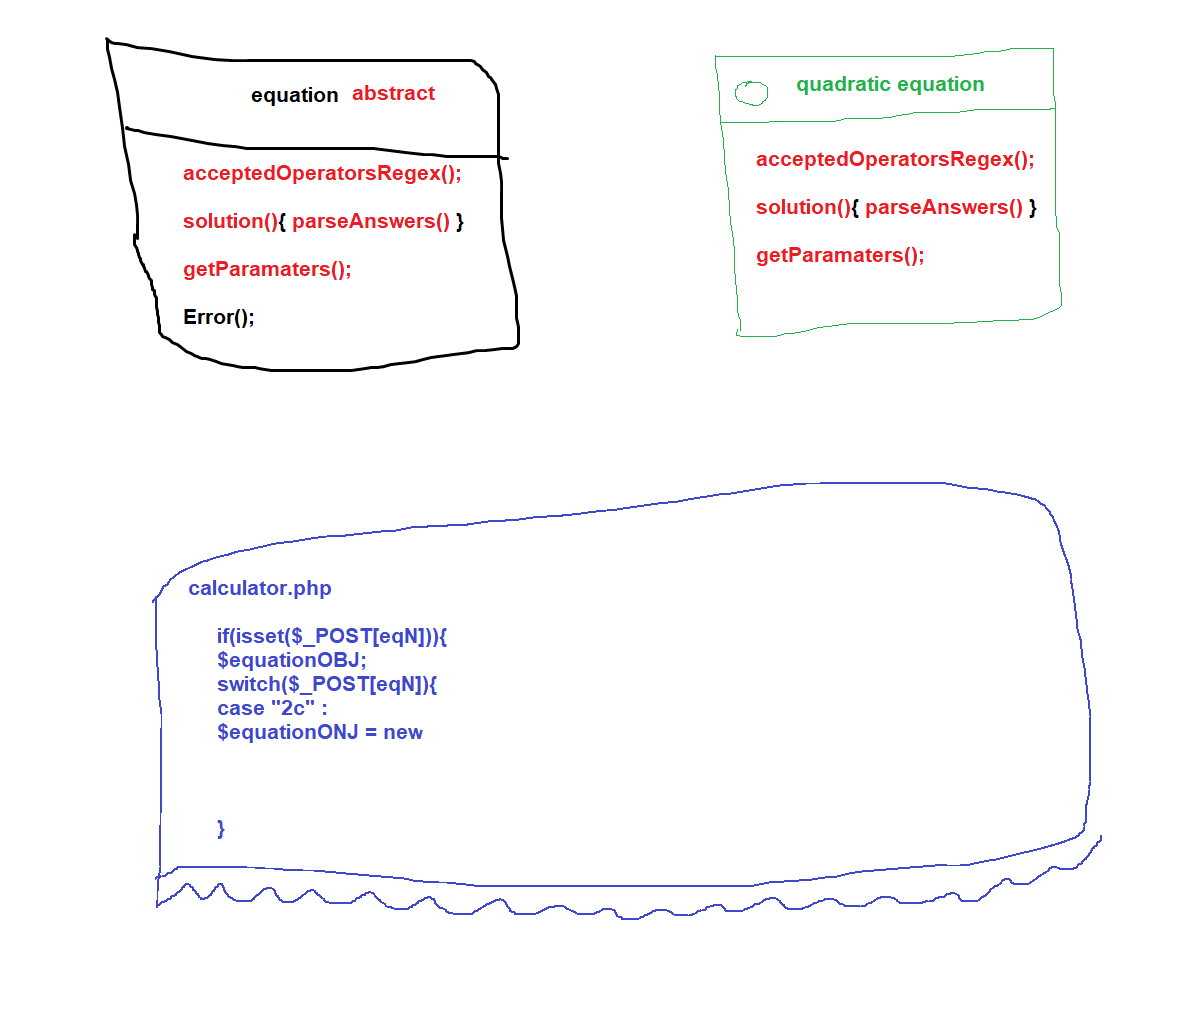 equation abstract
acceptedOperatorsRegex();
solution(){ parseAnswers() }
getParamaters();
Error();
quadratic equation
acceptedOperatorsRegex();
solution(){ parseAnswers() }
getParamaters();
calculator.php
if(isset($_POST[eqN])){
$equationOBJ;
switch($_POST[eqN]){
case "2c" :
$equationONJ = new
}